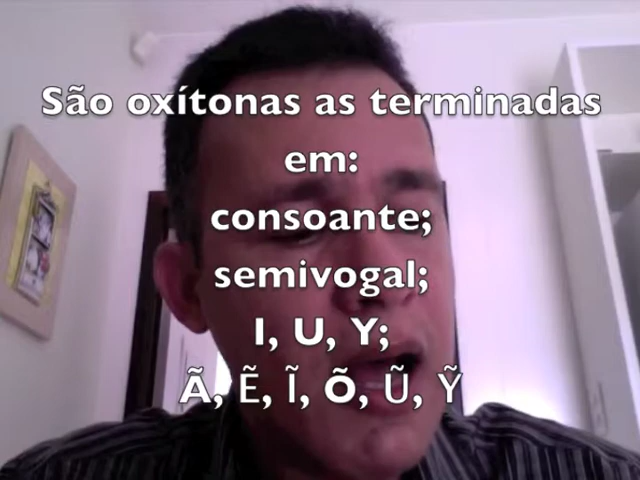 São oxítonas as terminadas
em:
consoante;
semivogal;
I, U, Y;
Ã, Ẽ, Ĩ, Õ, Ũ, Ỹ